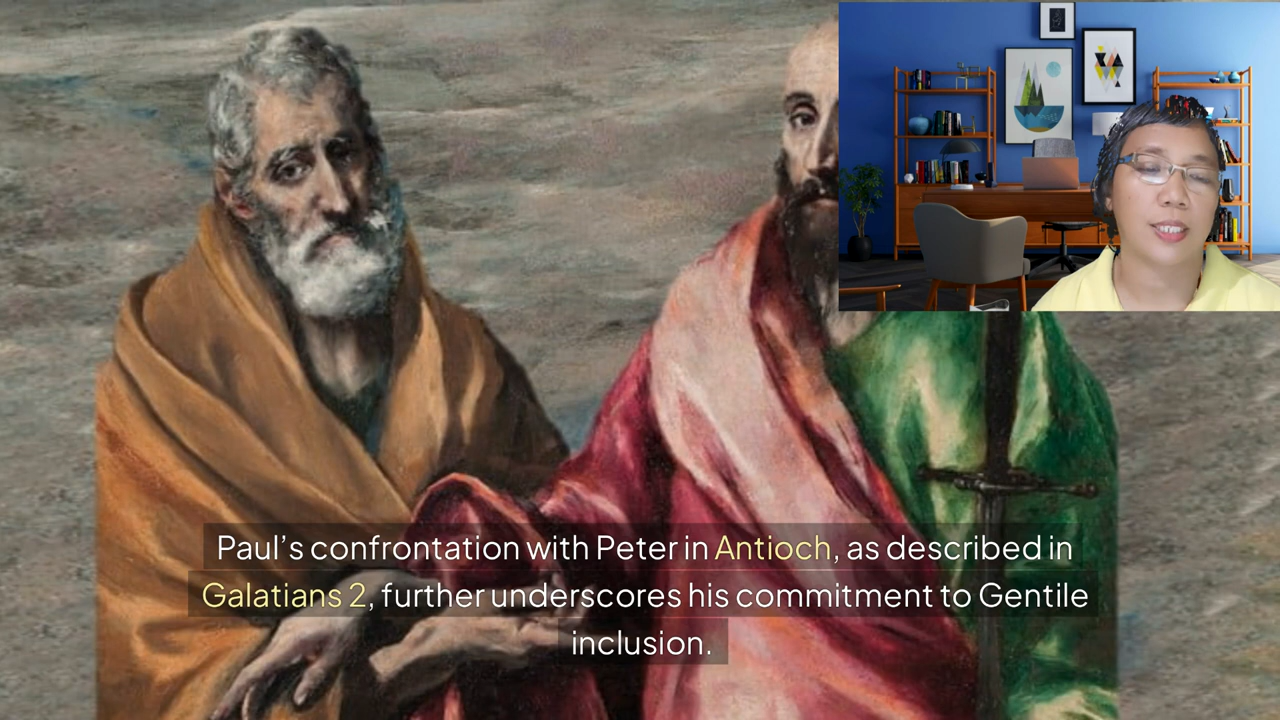 Paul’s confrontation with Peter in Antioch, as described in
Galatians 2, further underscores his commitment to Gentile
inclusion.